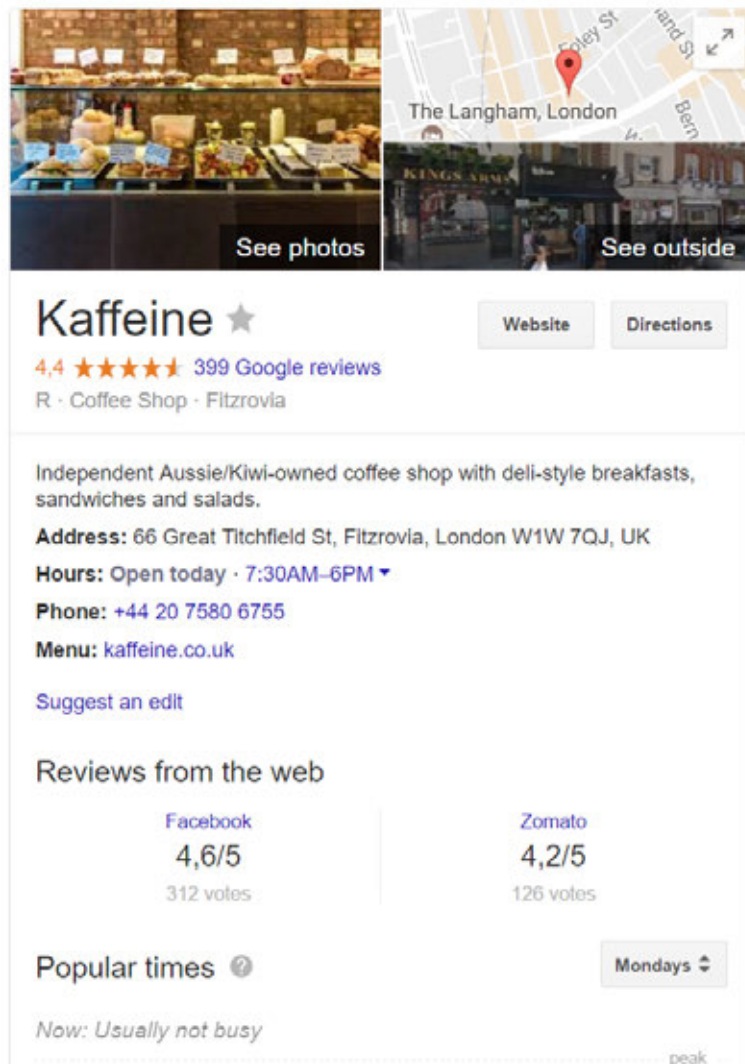 Foley St
The Langham, London
KINGS ARMS
See photos
See outside
Kaffeine
Website
Directions
4,4
399 Google reviews
R · Coffee Shop · Fitzrovia
Independent Aussie/Kiwi-owned coffee shop with deli-style breakfasts,
sandwiches and salads.
Address: 66 Great Titchfield St, Fitzrovia, London W1W 7QJ, UK
Hours: Open today · 7:30AM–6PM
Phone: +44 20 7580 6755
Menu: kaffeine.co.uk
Suggest an edit
Reviews from the web
Facebook
Zomato
4,6/5
4,2/5
312 votes
126 votes
Popular times
Mondays
Now: Usually not busy
peak